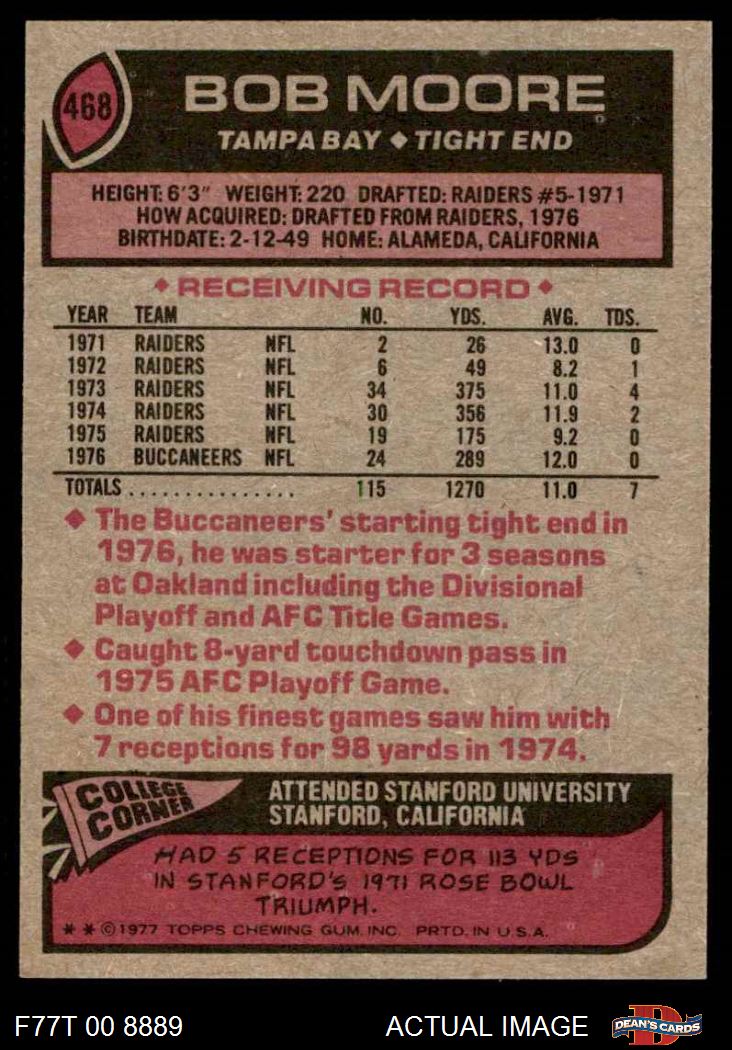 468
BOB MOORE
TAMPA BAY ◆ TIGHT END
HEIGHT: 6'3" WEIGHT: 220 DRAFTED: RAIDERS #5-1971
HOW ACQUIRED: DRAFTED FROM RAIDERS, 1976
BIRTHDATE: 2-12-49 HOME: ALAMEDA, CALIFORNIA
◆ RECEIVING RECORD ◆
YEAR TEAM NO. YDS. AVG. TDS.
1971 RAIDERS NFL 2 26 13.0 0
1972 RAIDERS NFL 6 49 8.2 1
1973 RAIDERS NFL 34 375 11.0 4
1974 RAIDERS NFL 30 356 11.9 2
1975 RAIDERS NFL 19 175 9.2 0
1976 BUCCANEERS NFL 24 289 12.0 0
TOTALS................ 115 1270 11.0 7
◆ The Buccaneers' starting tight end in
1976, he was starter for 3 seasons
at Oakland including the Divisional
Playoff and AFC Title Games.
◆ Caught 8-yard touchdown pass in
1975 AFC Playoff Game.
◆ One of his finest games saw him with
7 receptions for 98 yards in 1974.
COLLEGE
CORNER
ATTENDED STANFORD UNIVERSITY
STANFORD, CALIFORNIA
HAD 5 RECEPTIONS FOR 113 YDS
IN STANFORD'S 1971 ROSE BOWL
TRIUMPH.
* * © 1977 TOPPS CHEWING GUM, INC. PRTD. IN U.S.A.
F77T 00 8889 ACTUAL IMAGE
D
DEAN'S CARDS